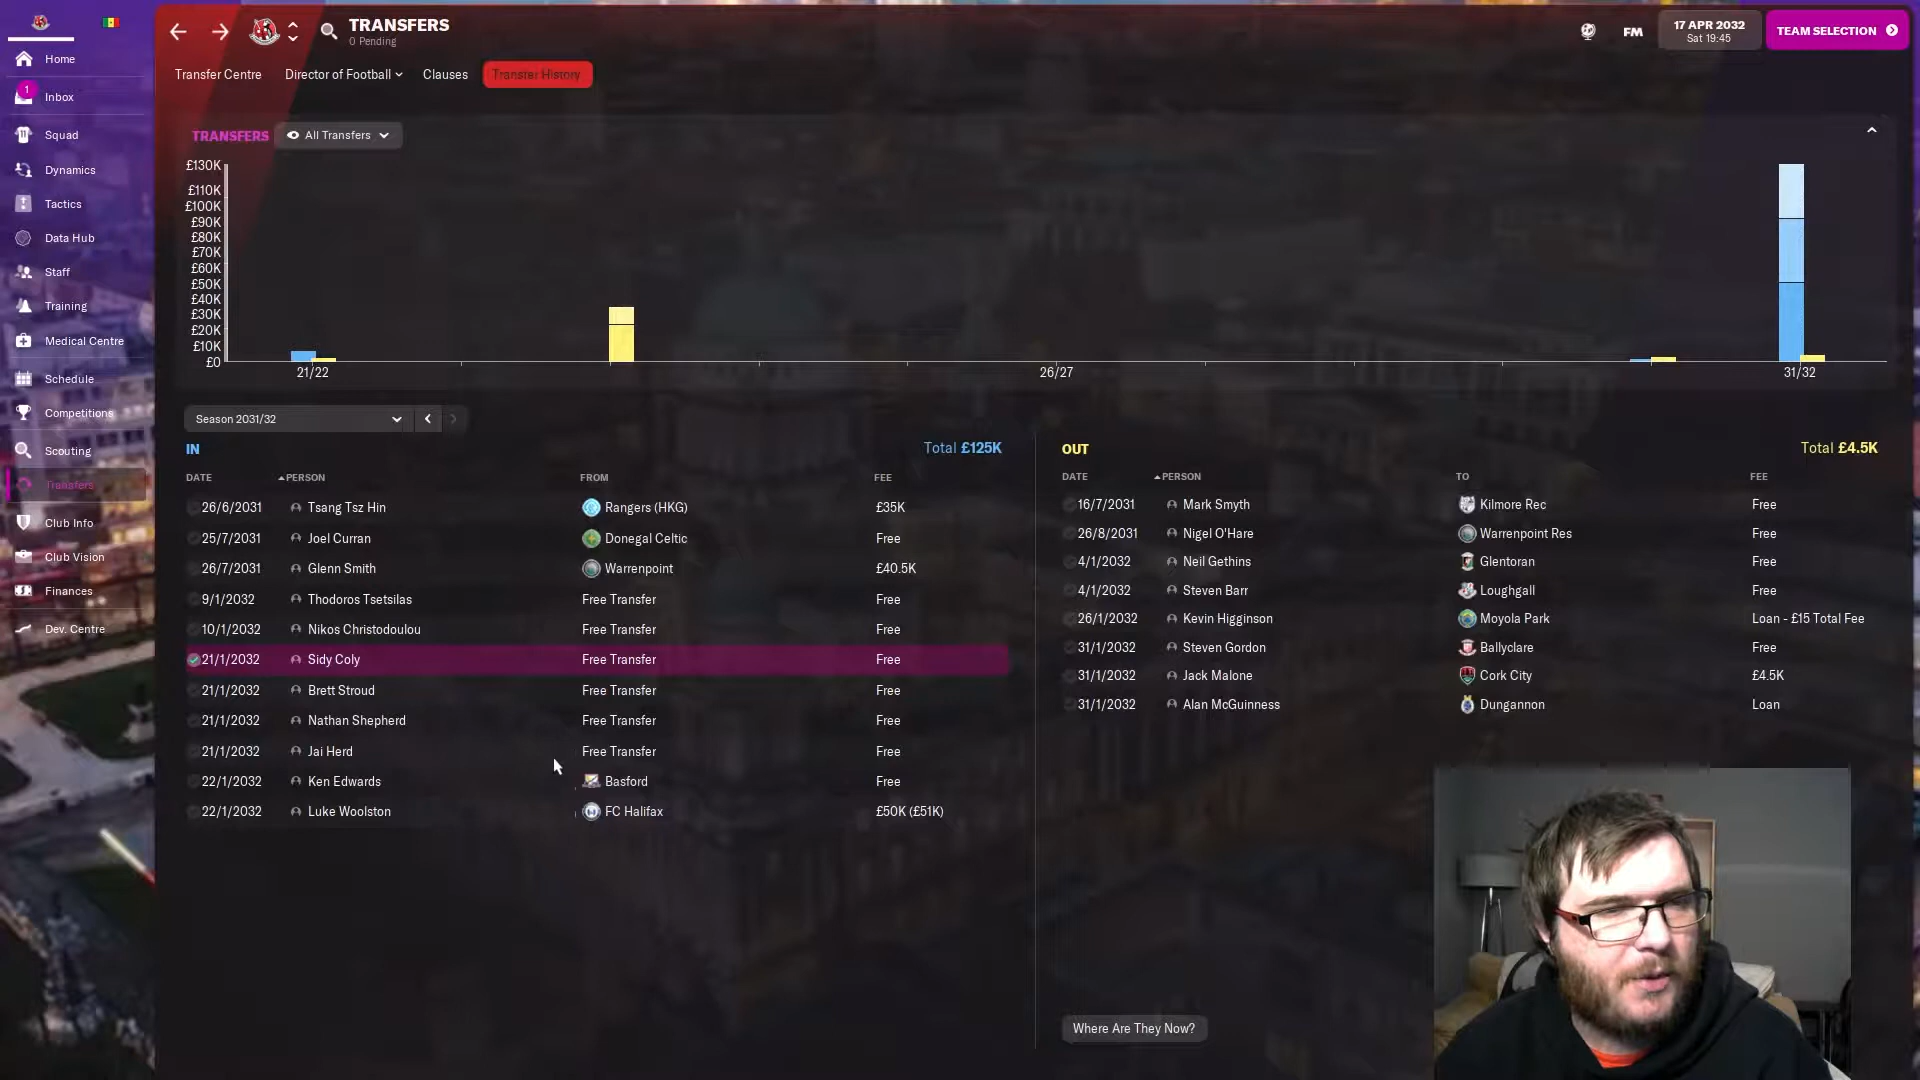 TRANSFERS
0 Pending
FM
17 APR 2032
Sat 19:45
TEAM SELECTION
Home
1
Inbox
Squad
Dynamics
Tactics
Data Hub
Staff
Training
Medical Centre
Schedule
Competitions
Scouting
Transfers
Club Info
Club Vision
Finances
Dev. Centre
Transfer Centre Director of Football Clauses Transfer History
TRANSFERS All Transfers
£130K
£110K
£100K
£90K
£80K
£70K
£60K
£50K
£40K
£30K
£20K
£10K
£0
21/22 26/27 31/32
Season 2031/32
IN Total £125K
DATE PERSON FROM FEE
26/6/2031 Tsang Tsz Hin Rangers (HKG) £35K
25/7/2031 Joel Curran Donegal Celtic Free
26/7/2031 Glenn Smith Warrenpoint £40.5K
9/1/2032 Thodoros Tsetsilas Free Transfer Free
10/1/2032 Nikos Christodoulou Free Transfer Free
21/1/2032 Sidy Coly Free Transfer Free
21/1/2032 Brett Stroud Free Transfer Free
21/1/2032 Nathan Shepherd Free Transfer Free
21/1/2032 Jai Herd Free Transfer Free
22/1/2032 Ken Edwards Basford Free
22/1/2032 Luke Woolston FC Halifax £50K (£51K)
OUT Total £4.5K
DATE PERSON TO FEE
16/7/2031 Mark Smyth Kilmore Rec Free
26/8/2031 Nigel O'Hare Warrenpoint Res Free
4/1/2032 Neil Gethins Glentoran Free
4/1/2032 Steven Barr Loughgall Free
26/1/2032 Kevin Higginson Moyola Park Loan - £15 Total Fee
31/1/2032 Steven Gordon Ballyclare Free
31/1/2032 Jack Malone Cork City £4.5K
31/1/2032 Alan McGuinness Dungannon Loan
Where Are They Now?